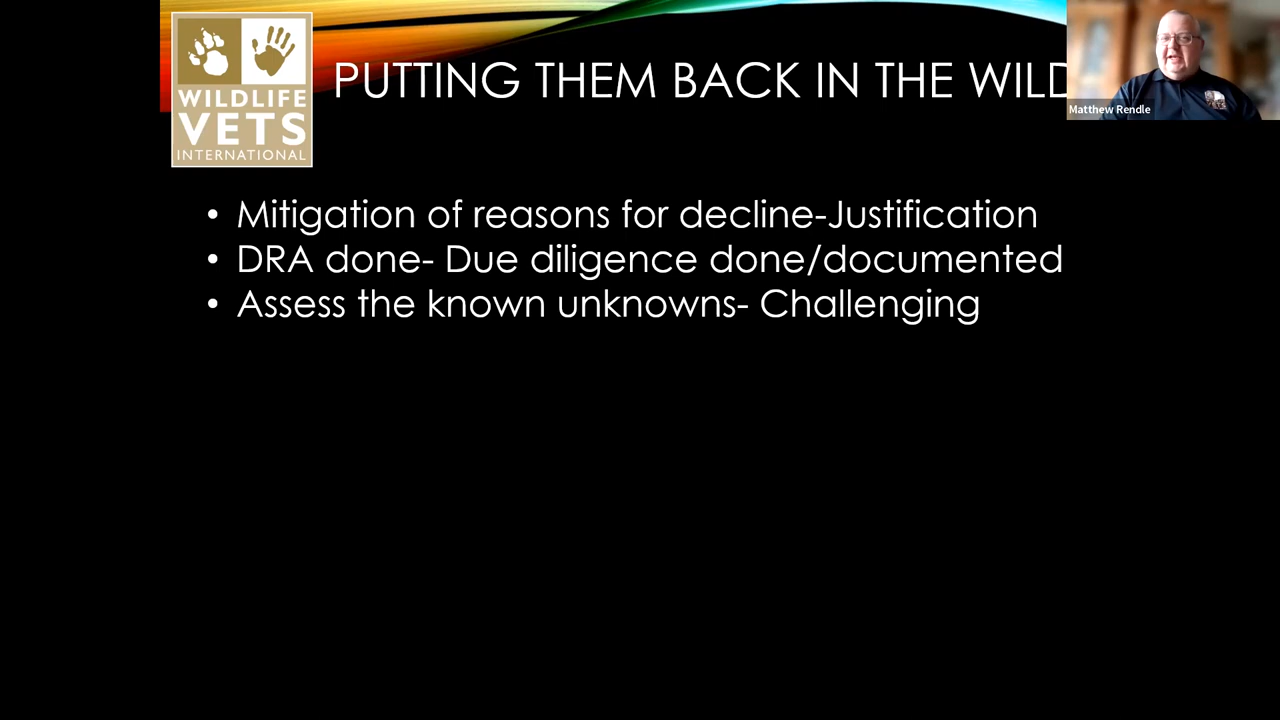 WILDLIFE
VETS
INTERNATIONAL
PUTTING THEM BACK IN THE WILD
Matthew Rendle
• Mitigation of reasons for decline-Justification
• DRA done- Due diligence done/documented
• Assess the known unknowns- Challenging